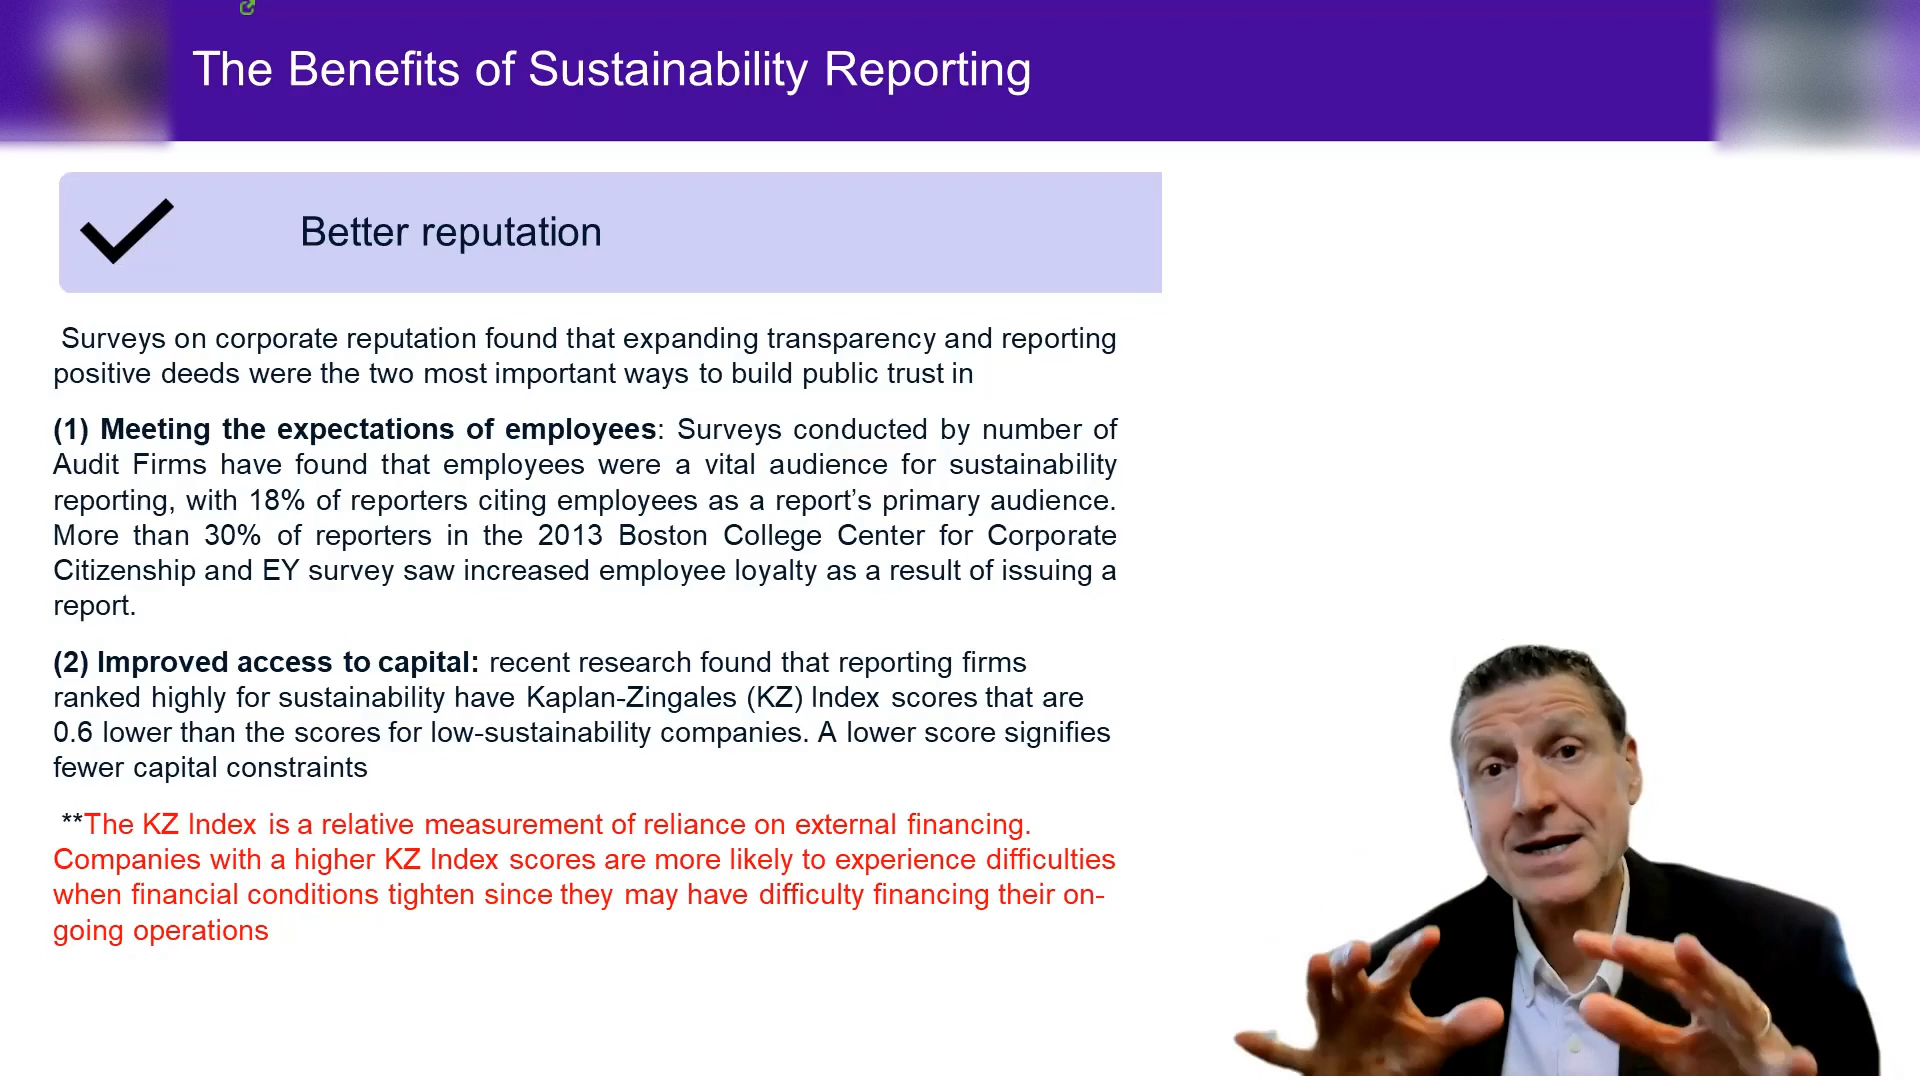 The Benefits of Sustainability Reporting
Better reputation
Surveys on corporate reputation found that expanding transparency and reporting
positive deeds were the two most important ways to build public trust in
(1) Meeting the expectations of employees: Surveys conducted by number of
Audit Firms have found that employees were a vital audience for sustainability
reporting, with 18% of reporters citing employees as a report’s primary audience.
More than 30% of reporters in the 2013 Boston College Center for Corporate
Citizenship and EY survey saw increased employee loyalty as a result of issuing a
report.
(2) Improved access to capital: recent research found that reporting firms
ranked highly for sustainability have Kaplan-Zingales (KZ) Index scores that are
0.6 lower than the scores for low-sustainability companies. A lower score signifies
fewer capital constraints
**The KZ Index is a relative measurement of reliance on external financing.
Companies with a higher KZ Index scores are more likely to experience difficulties
when financial conditions tighten since they may have difficulty financing their on-
going operations